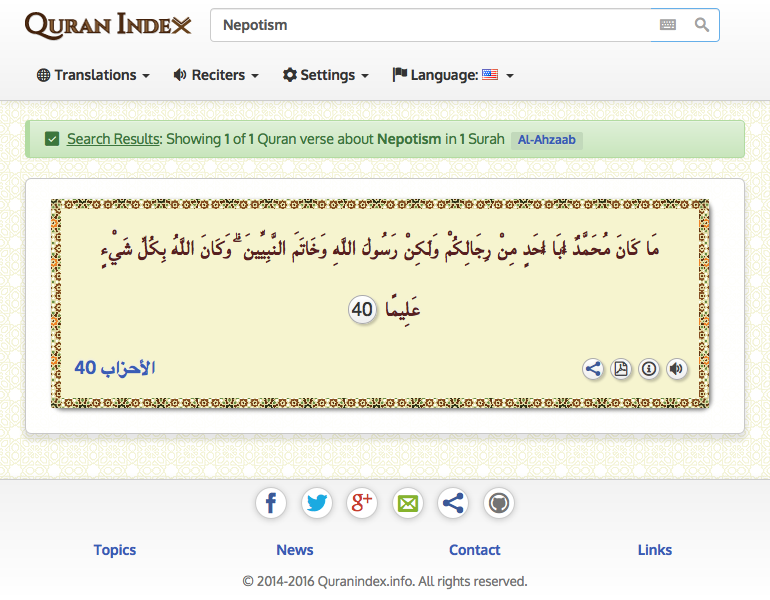 QURAN INDEX
Nepotism
Translations
Reciters
Settings
Language:
Search Results: Showing 1 of 1 Quran verse about Nepotism in 1 Surah Al-Ahzaab
مَا كَانَ مُحَمَّدٌ أَبَا أَحَدٍ مِنْ رِجَالِكُمْ وَلَٰكِنْ رَسُولَ اللَّهِ وَخَاتَمَ النَّبِيِّينَ ۗ وَكَانَ اللَّهُ بِكُلِّ شَيْءٍ
عَلِيمًا 40
الأحزاب 40
g+
Topics News Contact Links
© 2014-2016 Quranindex.info. All rights reserved.